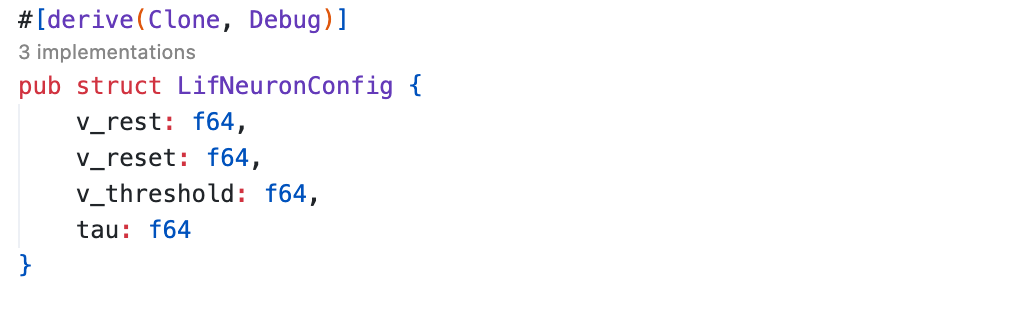 #[derive(Clone, Debug)]
3 implementations
pub struct LifNeuronConfig {
    v_rest: f64,
    v_reset: f64,
    v_threshold: f64,
    tau: f64
}